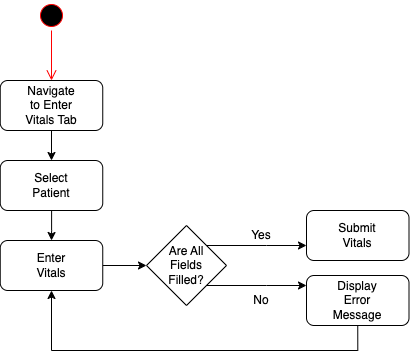 Navigate
to Enter
Vitals Tab
Select
Patient
Enter
Vitals
Are All
Fields
Filled?
Yes
Submit
Vitals
No
Display
Error
Message